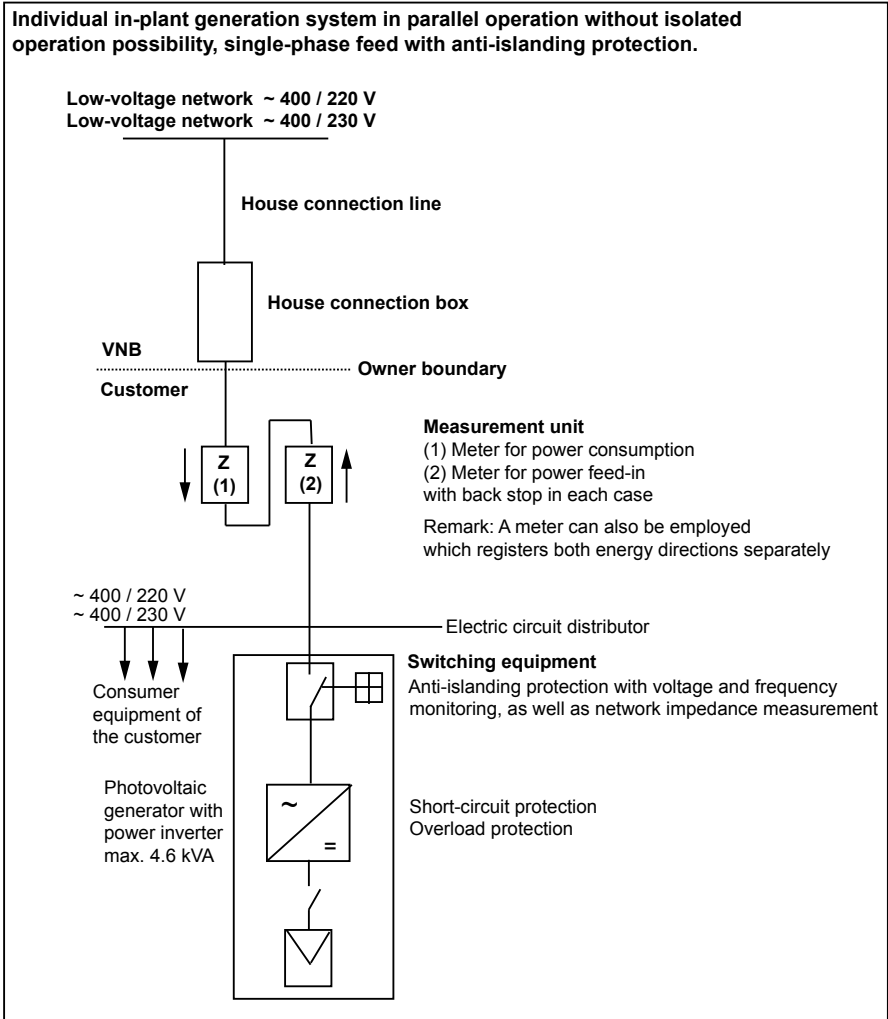 Individual in-plant generation system in parallel operation without isolated
operation possibility, single-phase feed with anti-islanding protection.
Low-voltage network ~ 400 / 220 V
Low-voltage network ~ 400 / 230 V
House connection line
House connection box
VNB
Owner boundary
Customer
Z
(1)
Z
(2)
Measurement unit
(1) Meter for power consumption
(2) Meter for power feed-in
with back stop in each case
Remark: A meter can also be employed
which registers both energy directions separately
~ 400 / 220 V
~ 400 / 230 V
Electric circuit distributor
Consumer
equipment of
the customer
Switching equipment
Anti-islanding protection with voltage and frequency
monitoring, as well as network impedance measurement
Photovoltaic
generator with
power inverter
max. 4.6 kVA
~
=
Short-circuit protection
Overload protection